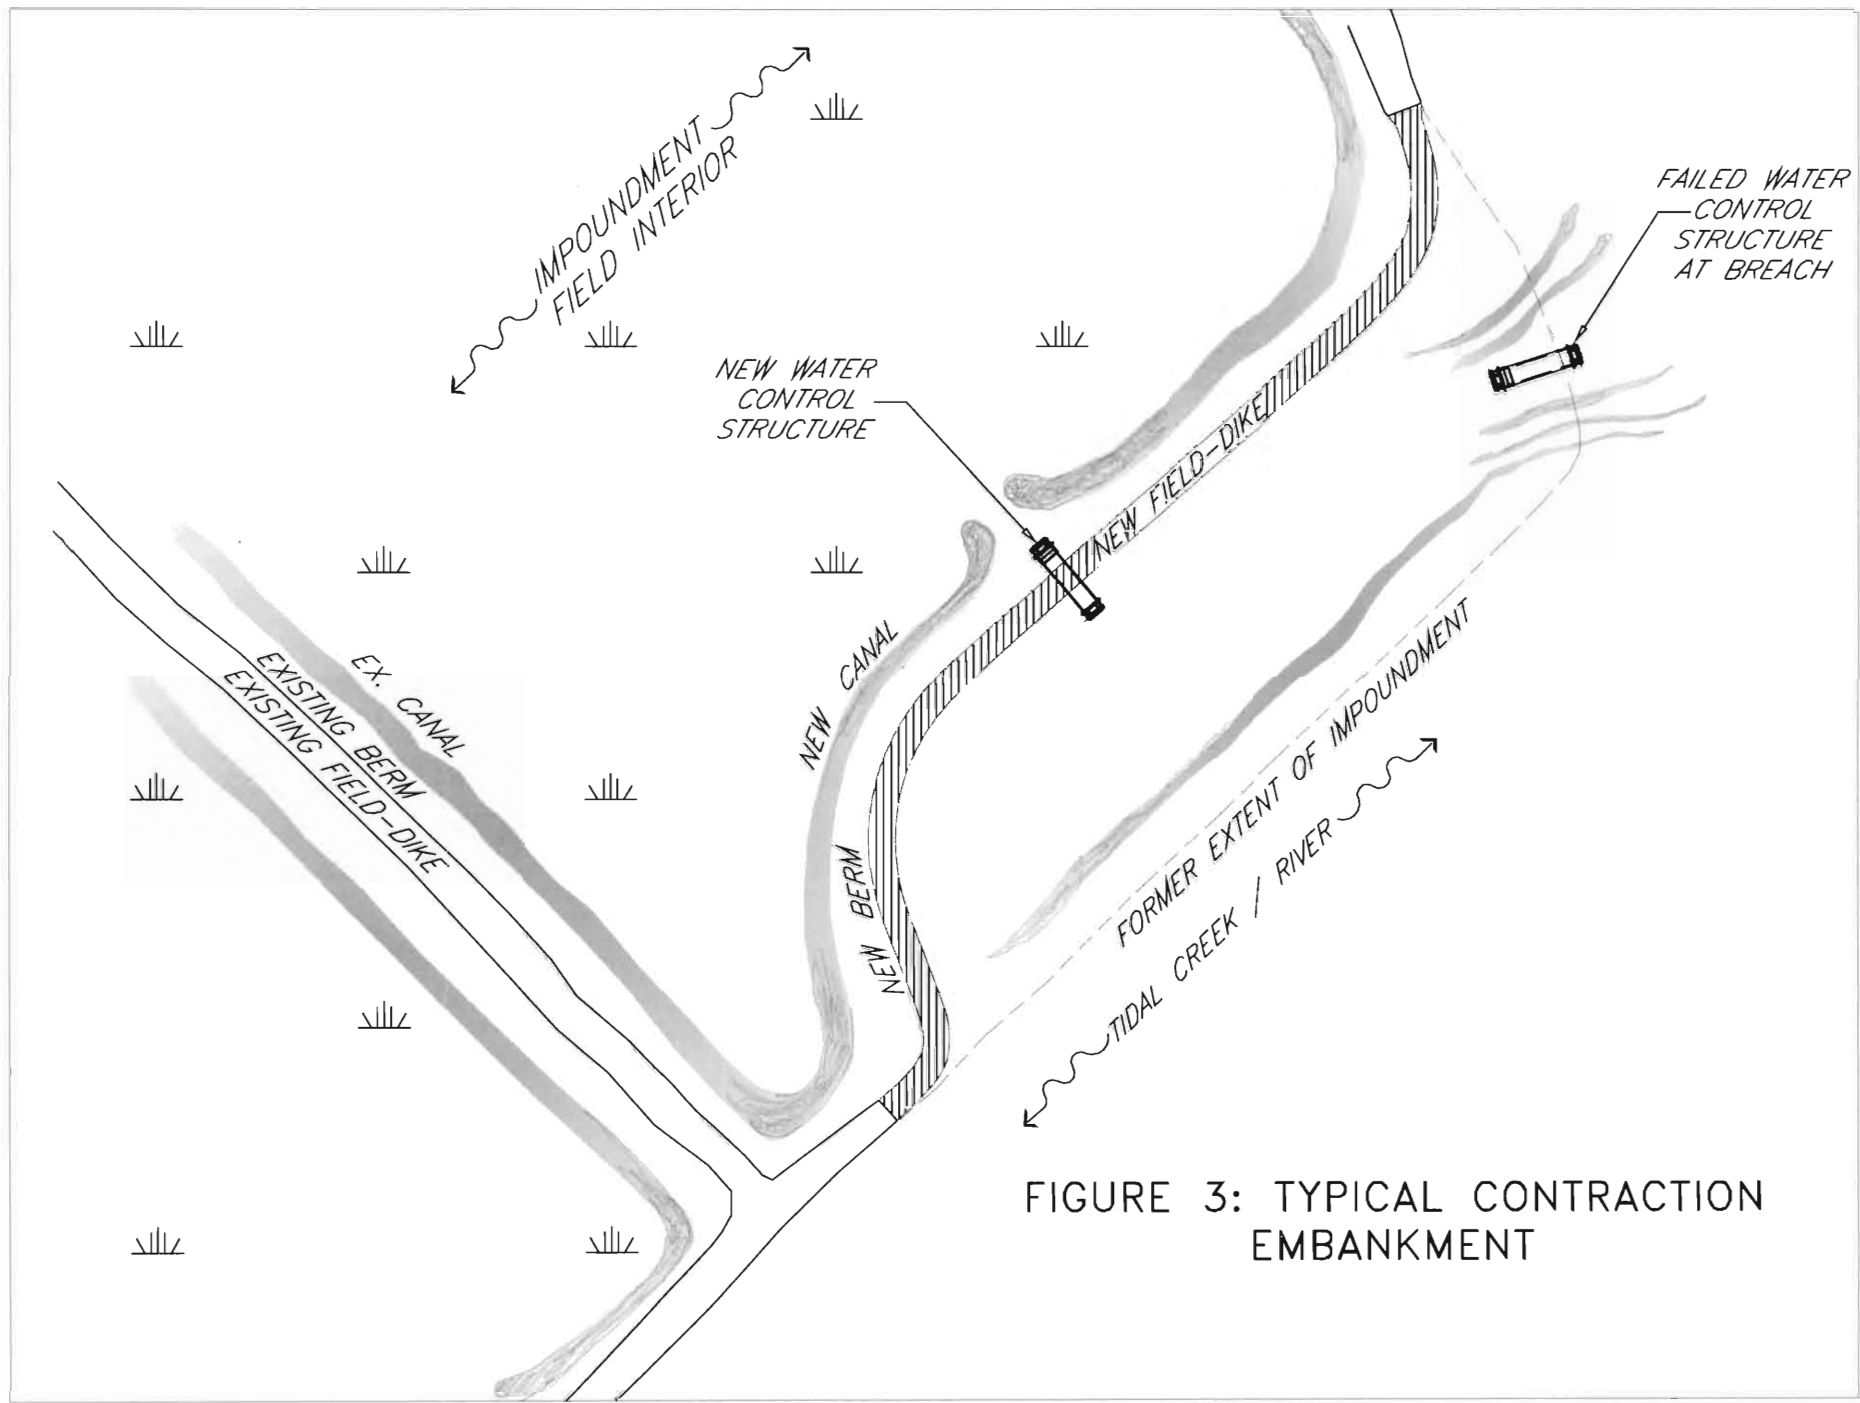 IMPOUNDMENT
FIELD INTERIOR
FAILED WATER
CONTROL
STRUCTURE
AT BREACH
NEW WATER
CONTROL
STRUCTURE
NEW FIELD-DIKE
NEW CANAL
EX. CANAL
EXISTING BERM
EXISTING FIELD-DIKE
NEW BERM
FORMER EXTENT OF IMPOUNDMENT
TIDAL CREEK / RIVER
FIGURE 3: TYPICAL CONTRACTION
EMBANKMENT